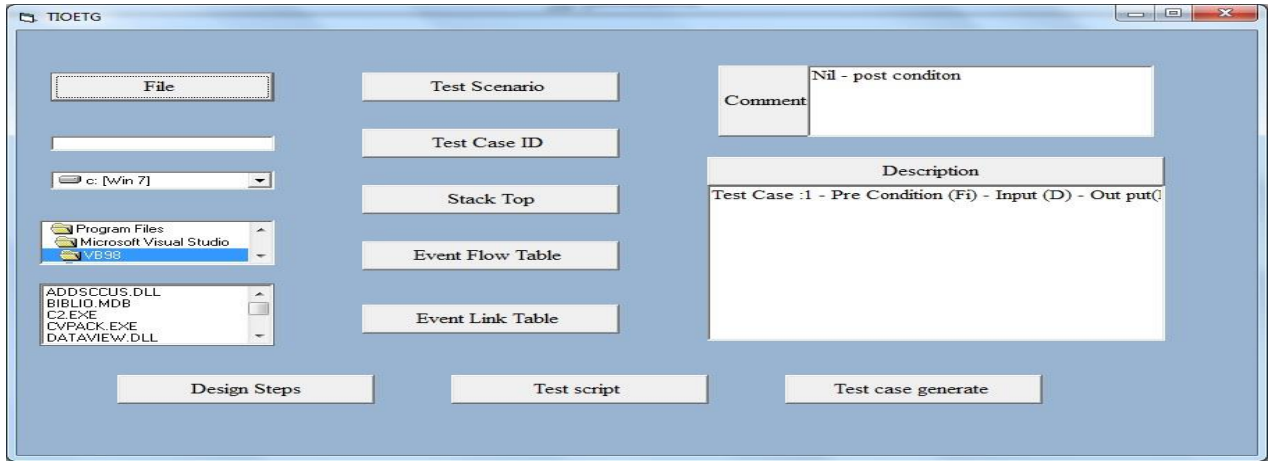 TIOETG
File
Test Scenario
Comment
Nil - post conditon
Test Case ID
c: [Win 7]
Description
Stack Top
Test Case :1 - Pre Condition (Fi) - Input (D) - Out put(
Program Files
Microsoft Visual Studio
VB98
Event Flow Table
ADDSCCUS.DLL
BIBLIO.MDB
C2.EXE
CVPACK.EXE
DATAVIEW.DLL
Event Link Table
Design Steps
Test script
Test case generate